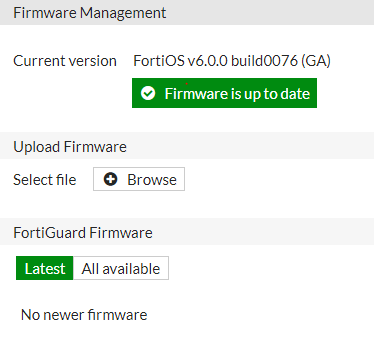 Firmware Management
Current version FortiOS v6.0.0 build0076 (GA)
Firmware is up to date
Upload Firmware
Select file Browse
FortiGuard Firmware
Latest All available
No newer firmware